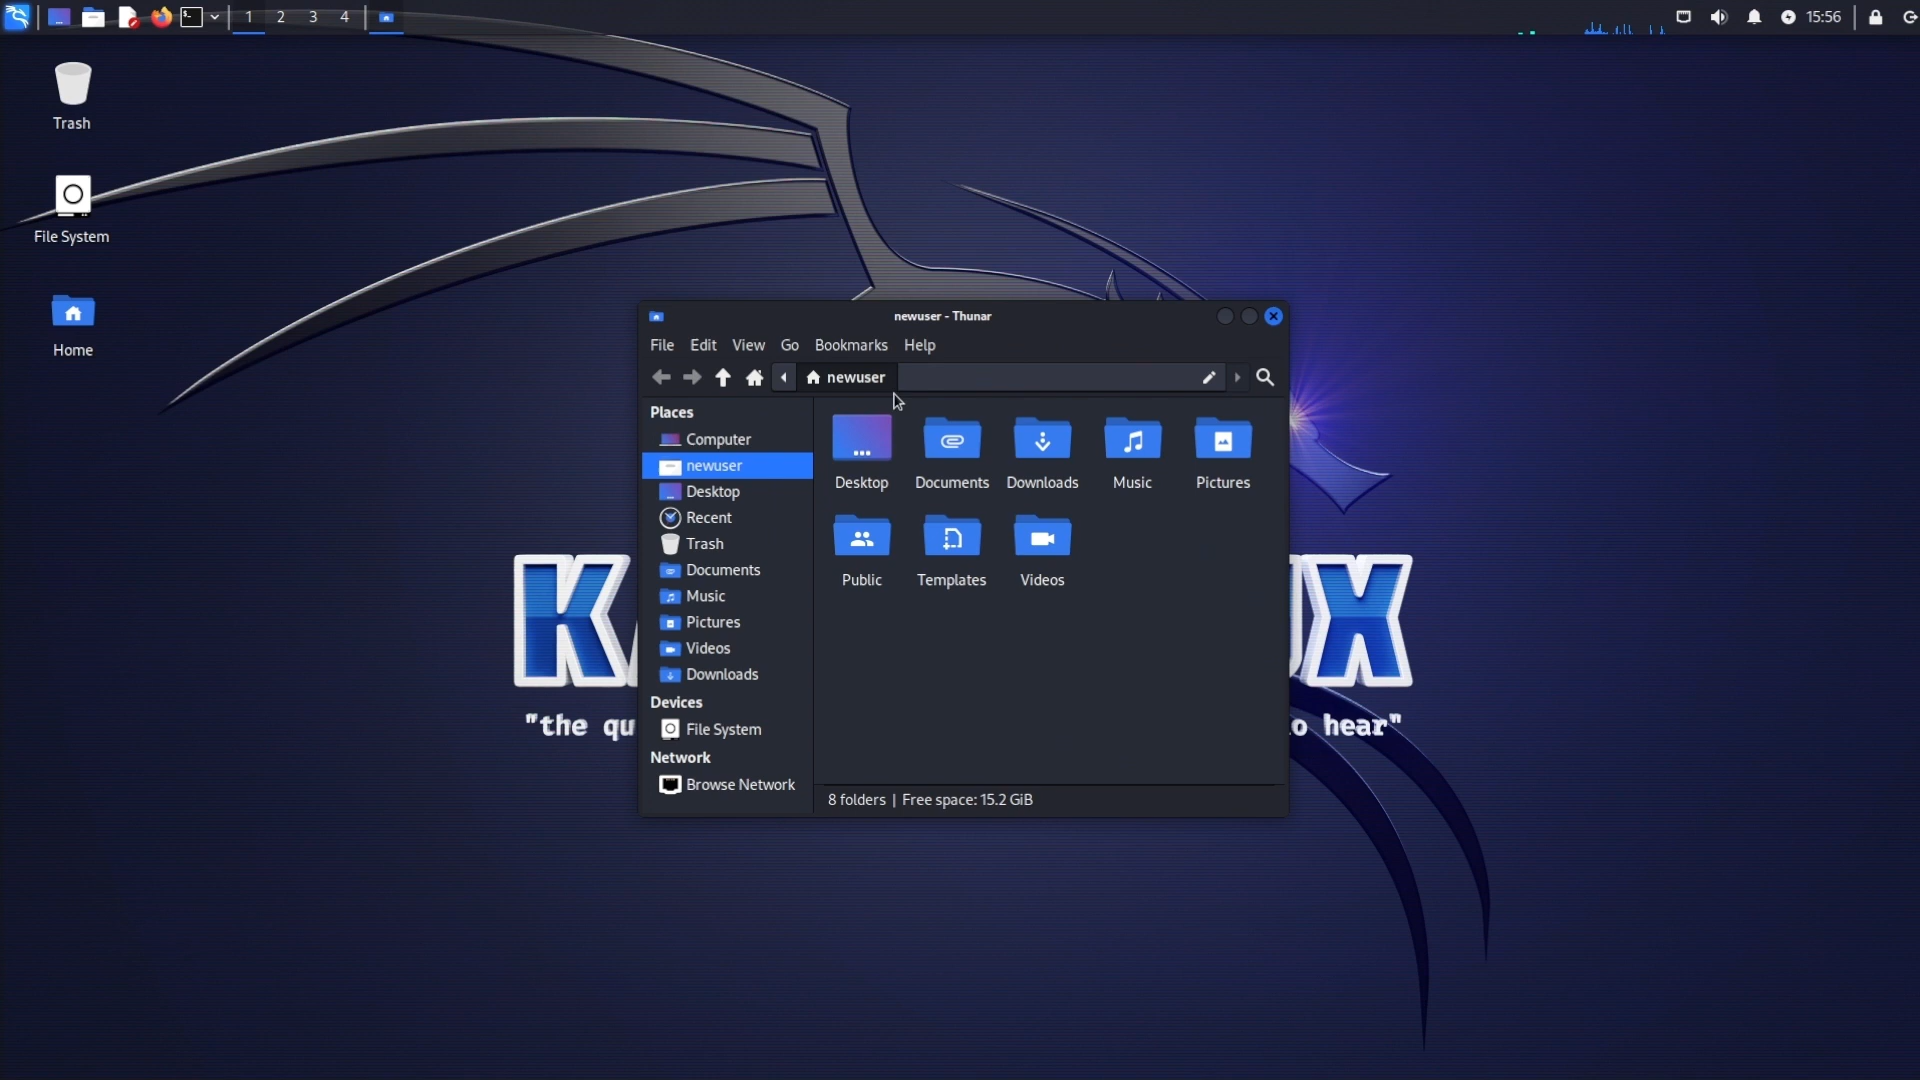 1 2 3 4 15:56
Trash
File System
Home
newuser - Thunar
File Edit View Go Bookmarks Help
newuser
Places
Computer
newuser
Desktop
Recent
Trash
Documents
Music
Pictures
Videos
Downloads
Devices
File System
Network
Browse Network
Desktop Documents Downloads Music Pictures
Public Templates Videos
8 folders | Free space: 15.2 GiB
K X
"the qu
o hear"